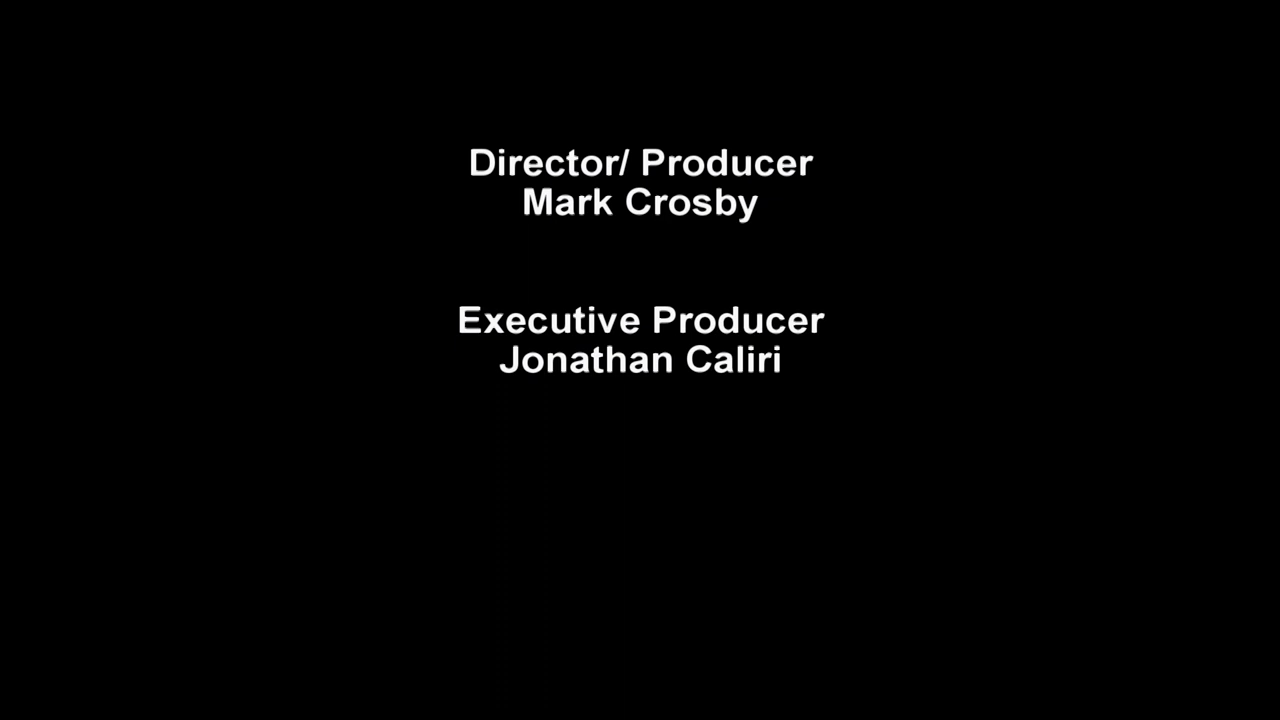 Director/ Producer
Mark Crosby
Executive Producer
Jonathan Caliri